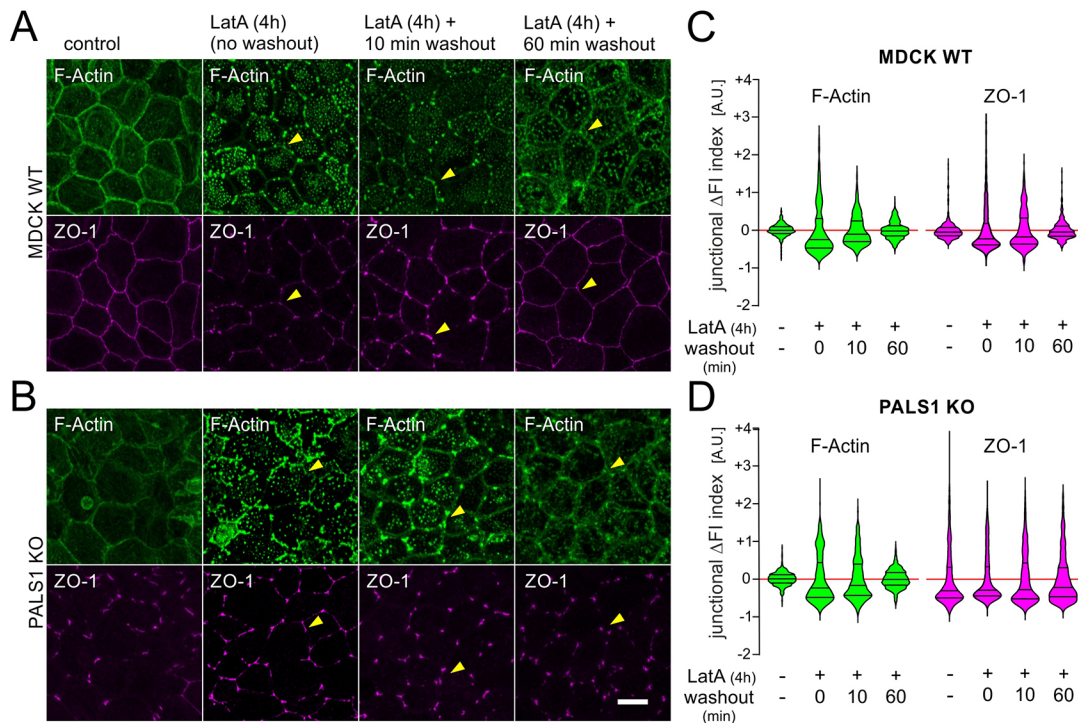 A
control
LatA (4h)
(no washout)
LatA (4h) +
10 min washout
LatA (4h) +
60 min washout
MDCK WT
F-Actin
F-Actin
F-Actin
F-Actin
ZO-1
ZO-1
ZO-1
ZO-1
B
PALS1 KO
F-Actin
F-Actin
F-Actin
F-Actin
ZO-1
ZO-1
ZO-1
ZO-1
C
MDCK WT
F-Actin
ZO-1
junctional ΔFI index [A.U.]
+4
+3
+2
+1
0
-1
-2
LatA (4h) - + + + - + + +
washout - 0 10 60 - 0 10 60
(min)
D
PALS1 KO
F-Actin
ZO-1
junctional ΔFI index [A.U.]
+4
+3
+2
+1
0
-1
-2
LatA (4h) - + + + - + + +
washout - 0 10 60 - 0 10 60
(min)